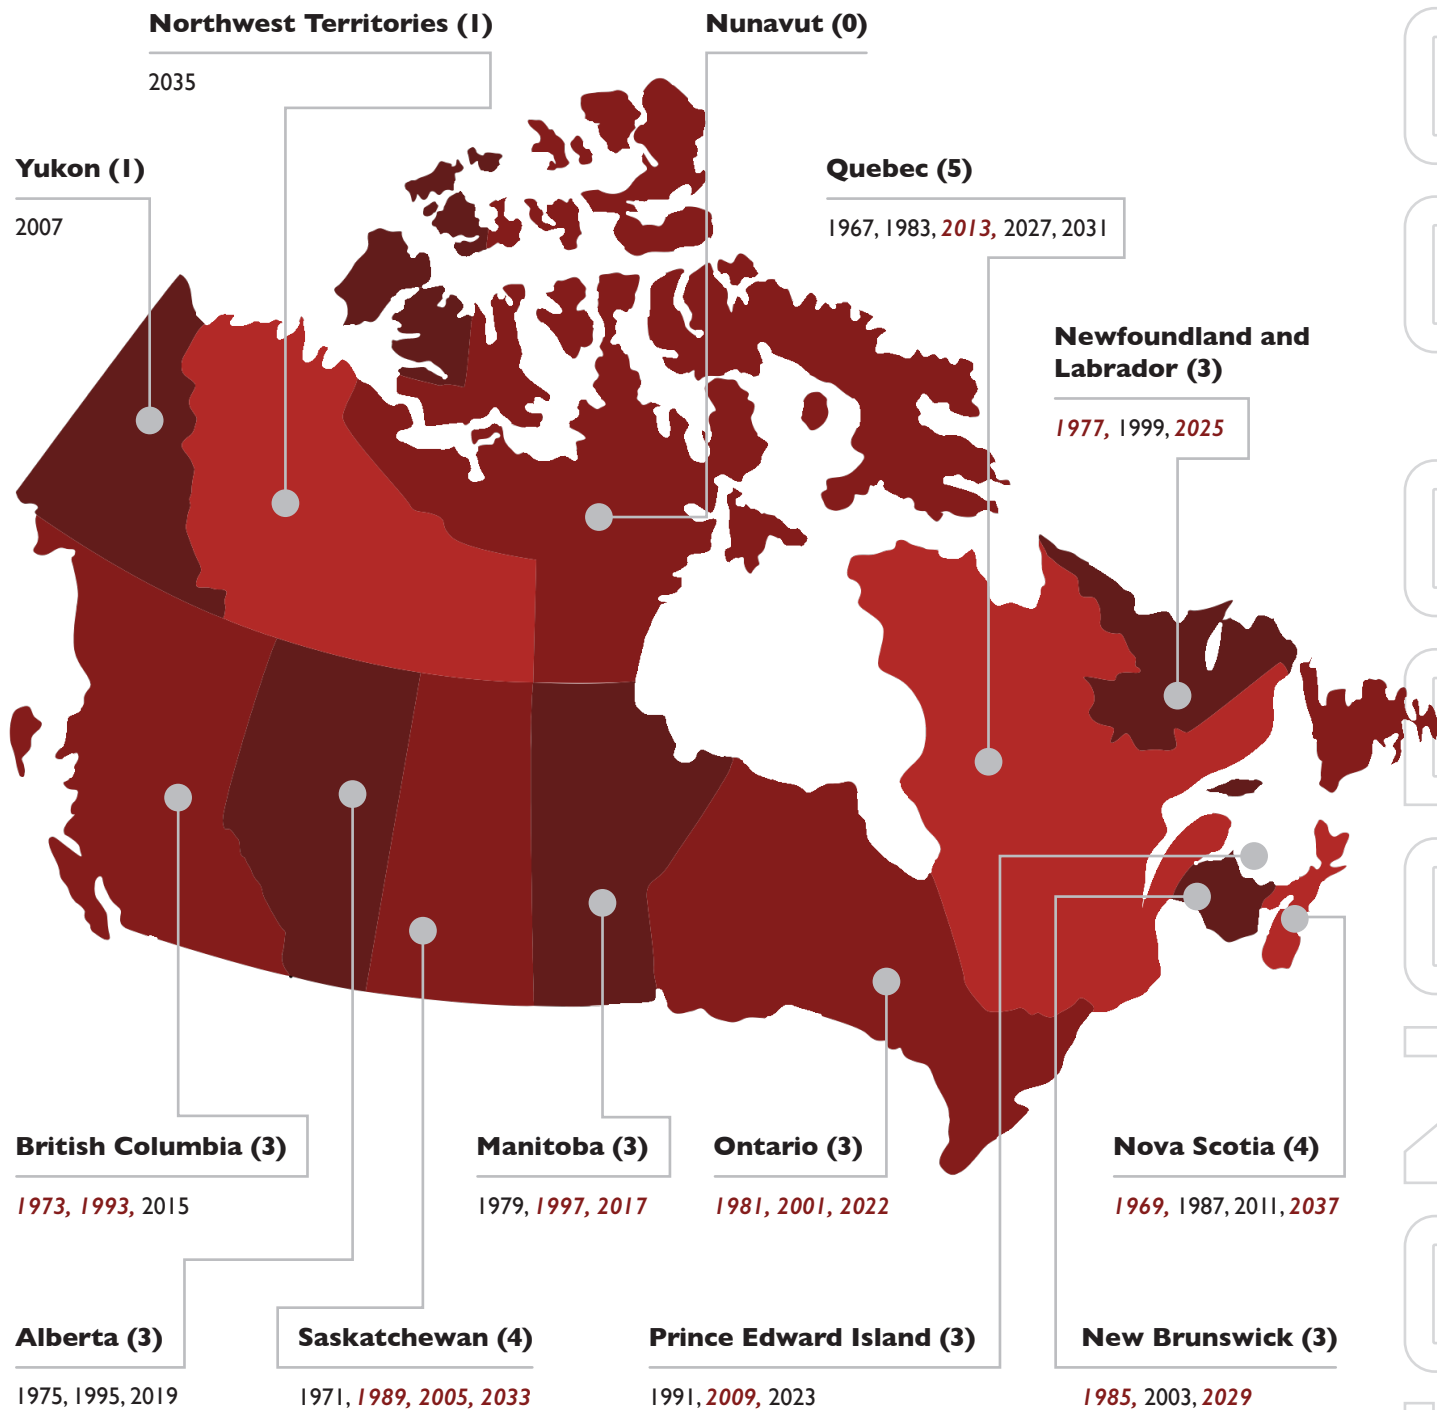 Northwest Territories (1)
2035
Nunavut (0)
Yukon (1)
2007
Quebec (5)
1967, 1983, 2013, 2027, 2031
Newfoundland and
Labrador (3)
1977, 1999, 2025
British Columbia (3)
1973, 1993, 2015
Manitoba (3)
1979, 1997, 2017
Ontario (3)
1981, 2001, 2022
Nova Scotia (4)
1969, 1987, 2011, 2037
Alberta (3)
1975, 1995, 2019
Saskatchewan (4)
1971, 1989, 2005, 2033
Prince Edward Island (3)
1991, 2009, 2023
New Brunswick (3)
1985, 2003, 2029